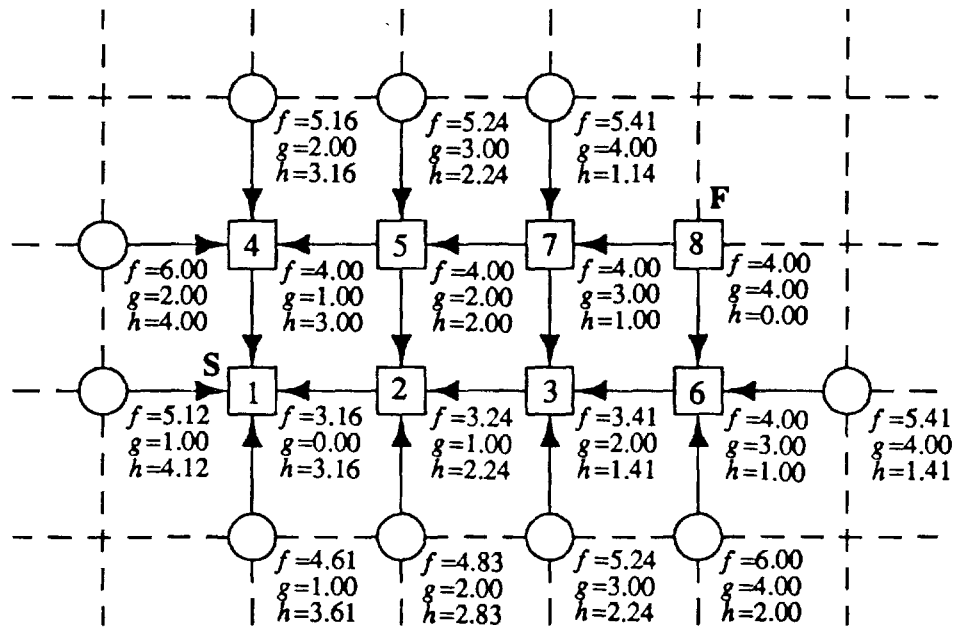 f=5.16
g=2.00
h=3.16
f=5.24
g=3.00
h=2.24
f=5.41
g=4.00
h=1.14
F
4
5
7
8
f=6.00
g=2.00
h=4.00
f=4.00
g=1.00
h=3.00
f=4.00
g=2.00
h=2.00
f=4.00
g=3.00
h=1.00
f=4.00
g=4.00
h=0.00
S
1
2
3
6
f=5.12
g=1.00
h=4.12
f=3.16
g=0.00
h=3.16
f=3.24
g=1.00
h=2.24
f=3.41
g=2.00
h=1.41
f=4.00
g=3.00
h=1.00
f=5.41
g=4.00
h=1.41
f=4.61
g=1.00
h=3.61
f=4.83
g=2.00
h=2.83
f=5.24
g=3.00
h=2.24
f=6.00
g=4.00
h=2.00